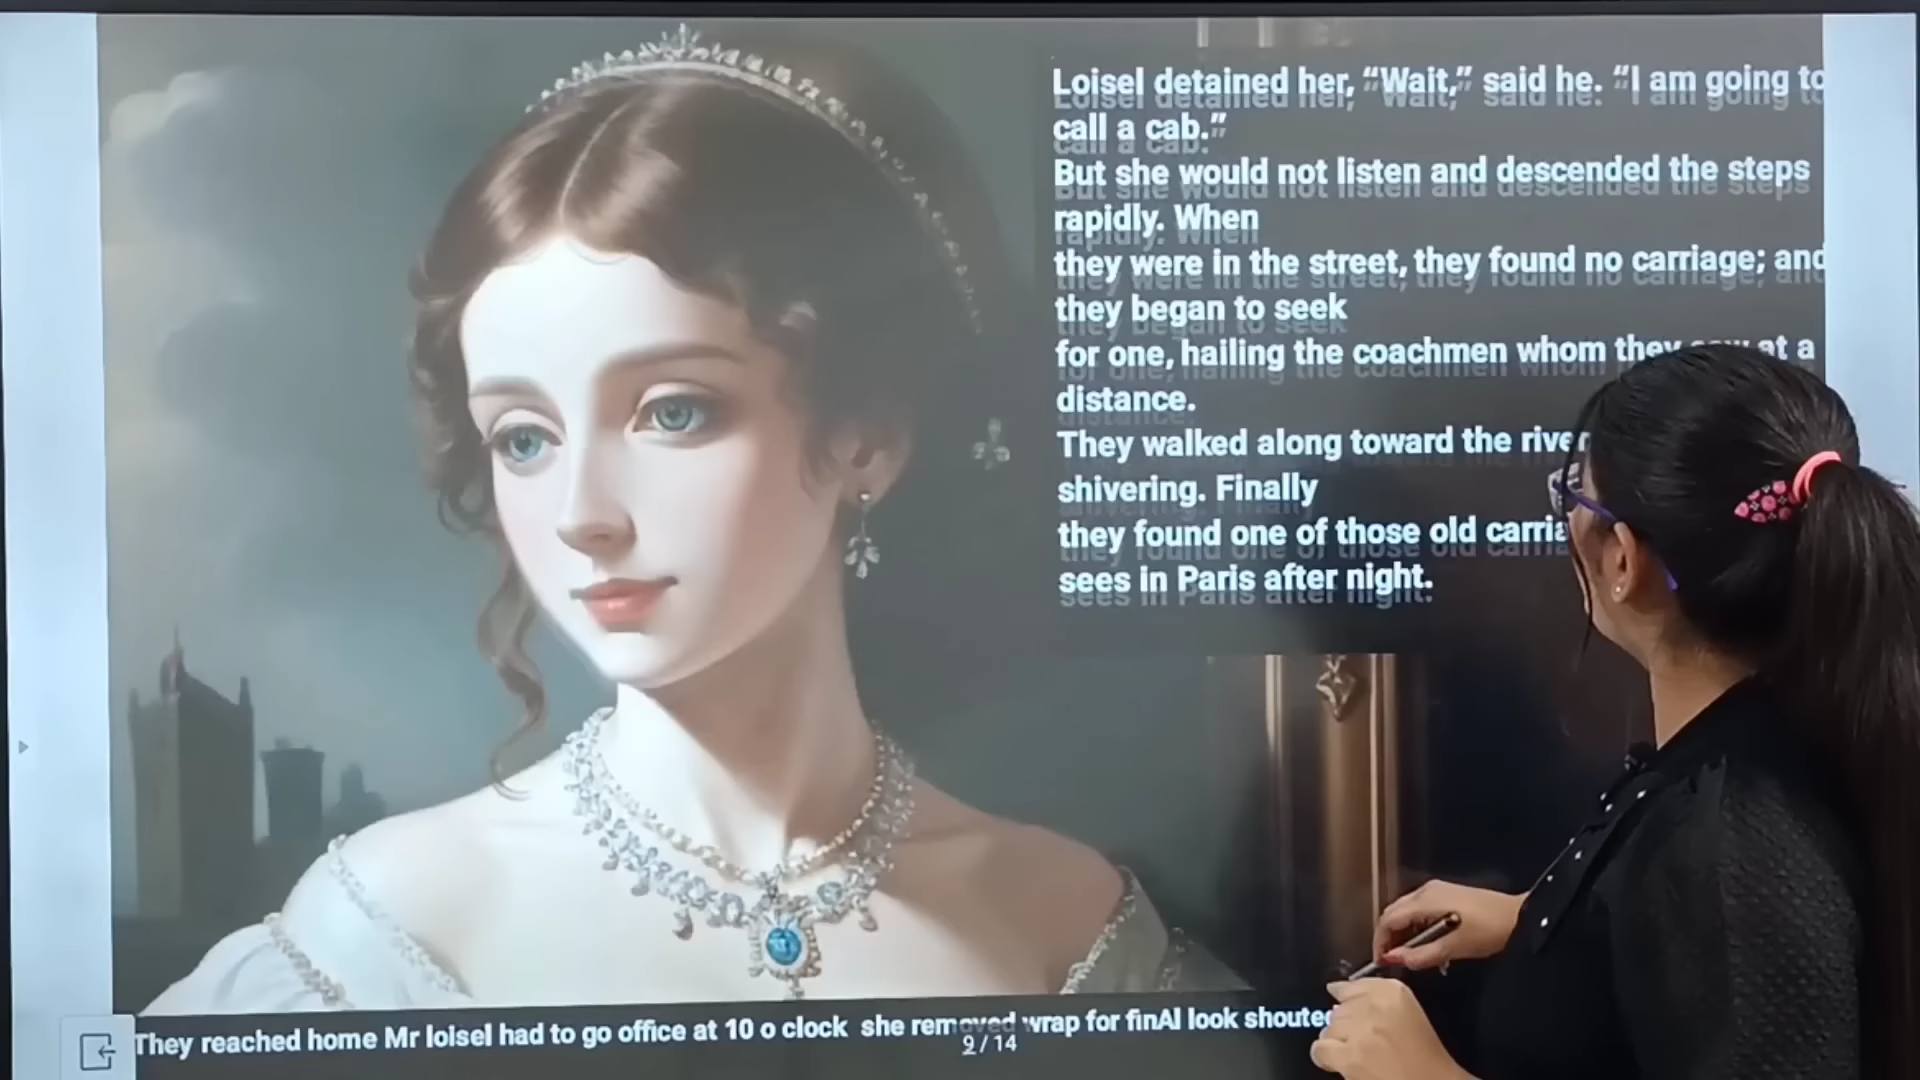 Loisel detained her, “Wait,” said he. “I am going to
call a cab.”
But she would not listen and descended the steps
rapidly. When
they were in the street, they found no carriage; and
they began to seek
for one, hailing the coachmen whom they at a
distance.
They walked along toward the river
shivering. Finally
they found one of those old
sees in Paris after night.
They reached home Mr loisel had to go office at 10 o clock she removed wrap for finAl look shouted
9 / 14